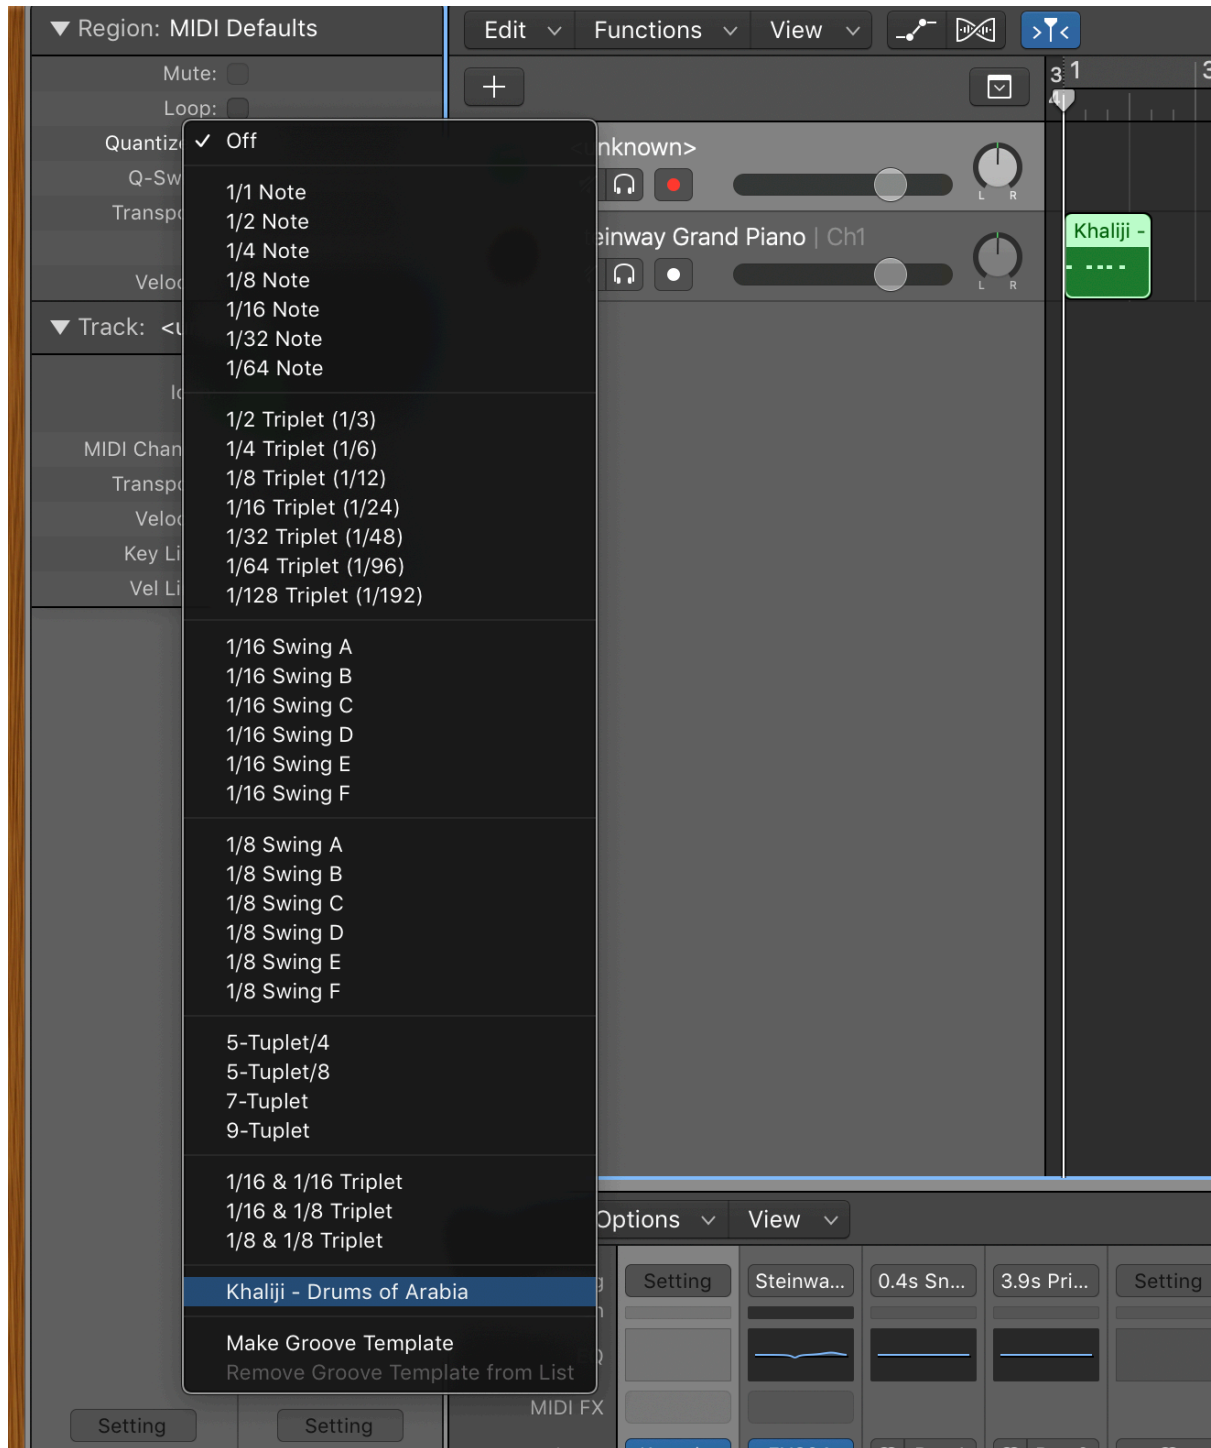 Region: MIDI Defaults
Edit
Functions
View
Mute:
Loop:
3 1
3
4
Quantiz
Off
nknown>
Q-Sw
1/1 Note
L R
Transpo
1/2 Note
einway Grand Piano | Ch1
Khaliji -
1/4 Note
Veloc
1/8 Note
L R
1/16 Note
Track: <u
1/32 Note
1/64 Note
1/2 Triplet (1/3)
MIDI Chan
1/4 Triplet (1/6)
Transpo
1/8 Triplet (1/12)
1/16 Triplet (1/24)
Veloc
1/32 Triplet (1/48)
Key Li
1/64 Triplet (1/96)
Vel Li
1/128 Triplet (1/192)
1/16 Swing A
1/16 Swing B
1/16 Swing C
1/16 Swing D
1/16 Swing E
1/16 Swing F
1/8 Swing A
1/8 Swing B
1/8 Swing C
1/8 Swing D
1/8 Swing E
1/8 Swing F
5-Tuplet/4
5-Tuplet/8
7-Tuplet
9-Tuplet
1/16 & 1/16 Triplet
1/16 & 1/8 Triplet
1/8 & 1/8 Triplet
Options
View
Khaliji - Drums of Arabia
Setting
Steinwa...
0.4s Sn...
3.9s Pri...
Setting
Make Groove Template
Remove Groove Template from List
MIDI FX
Setting
Setting